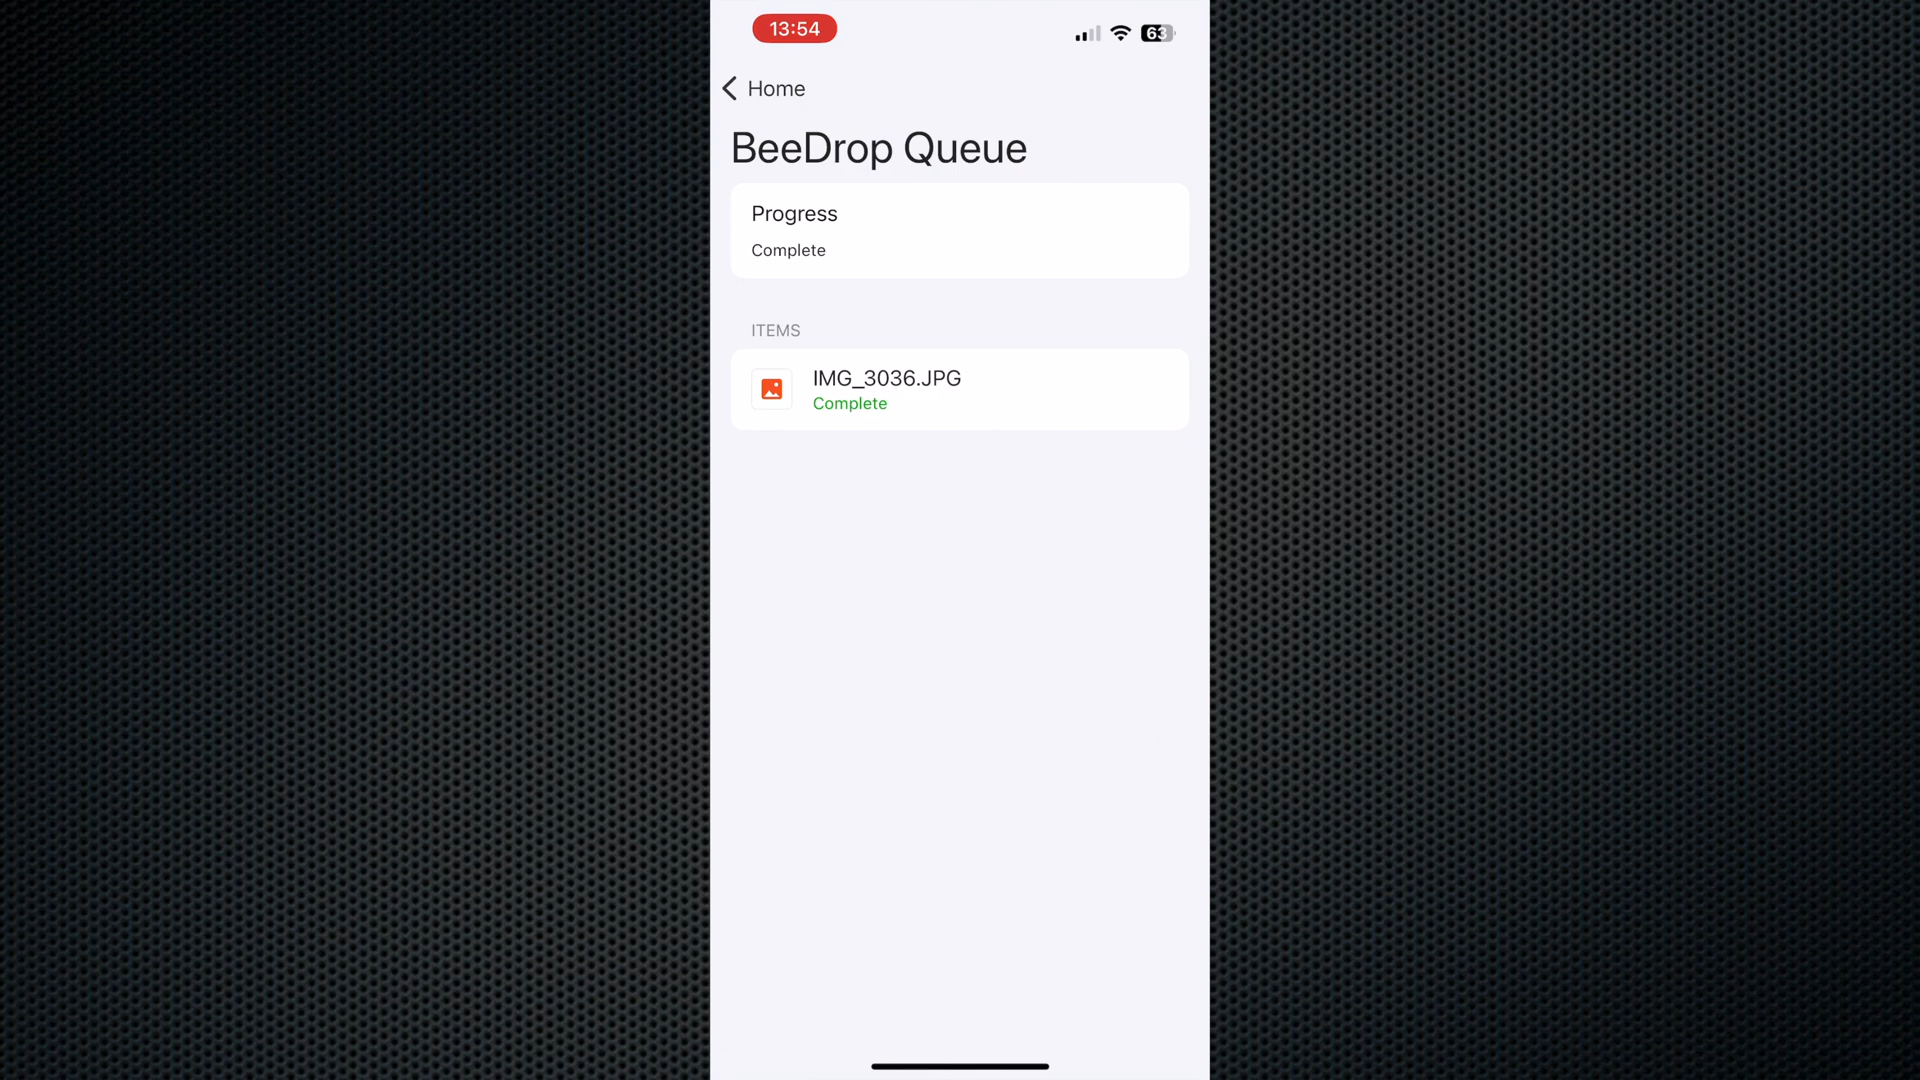 13:54
63
Home
BeeDrop Queue
Progress
Complete
ITEMS
IMG_3036.JPG
Complete